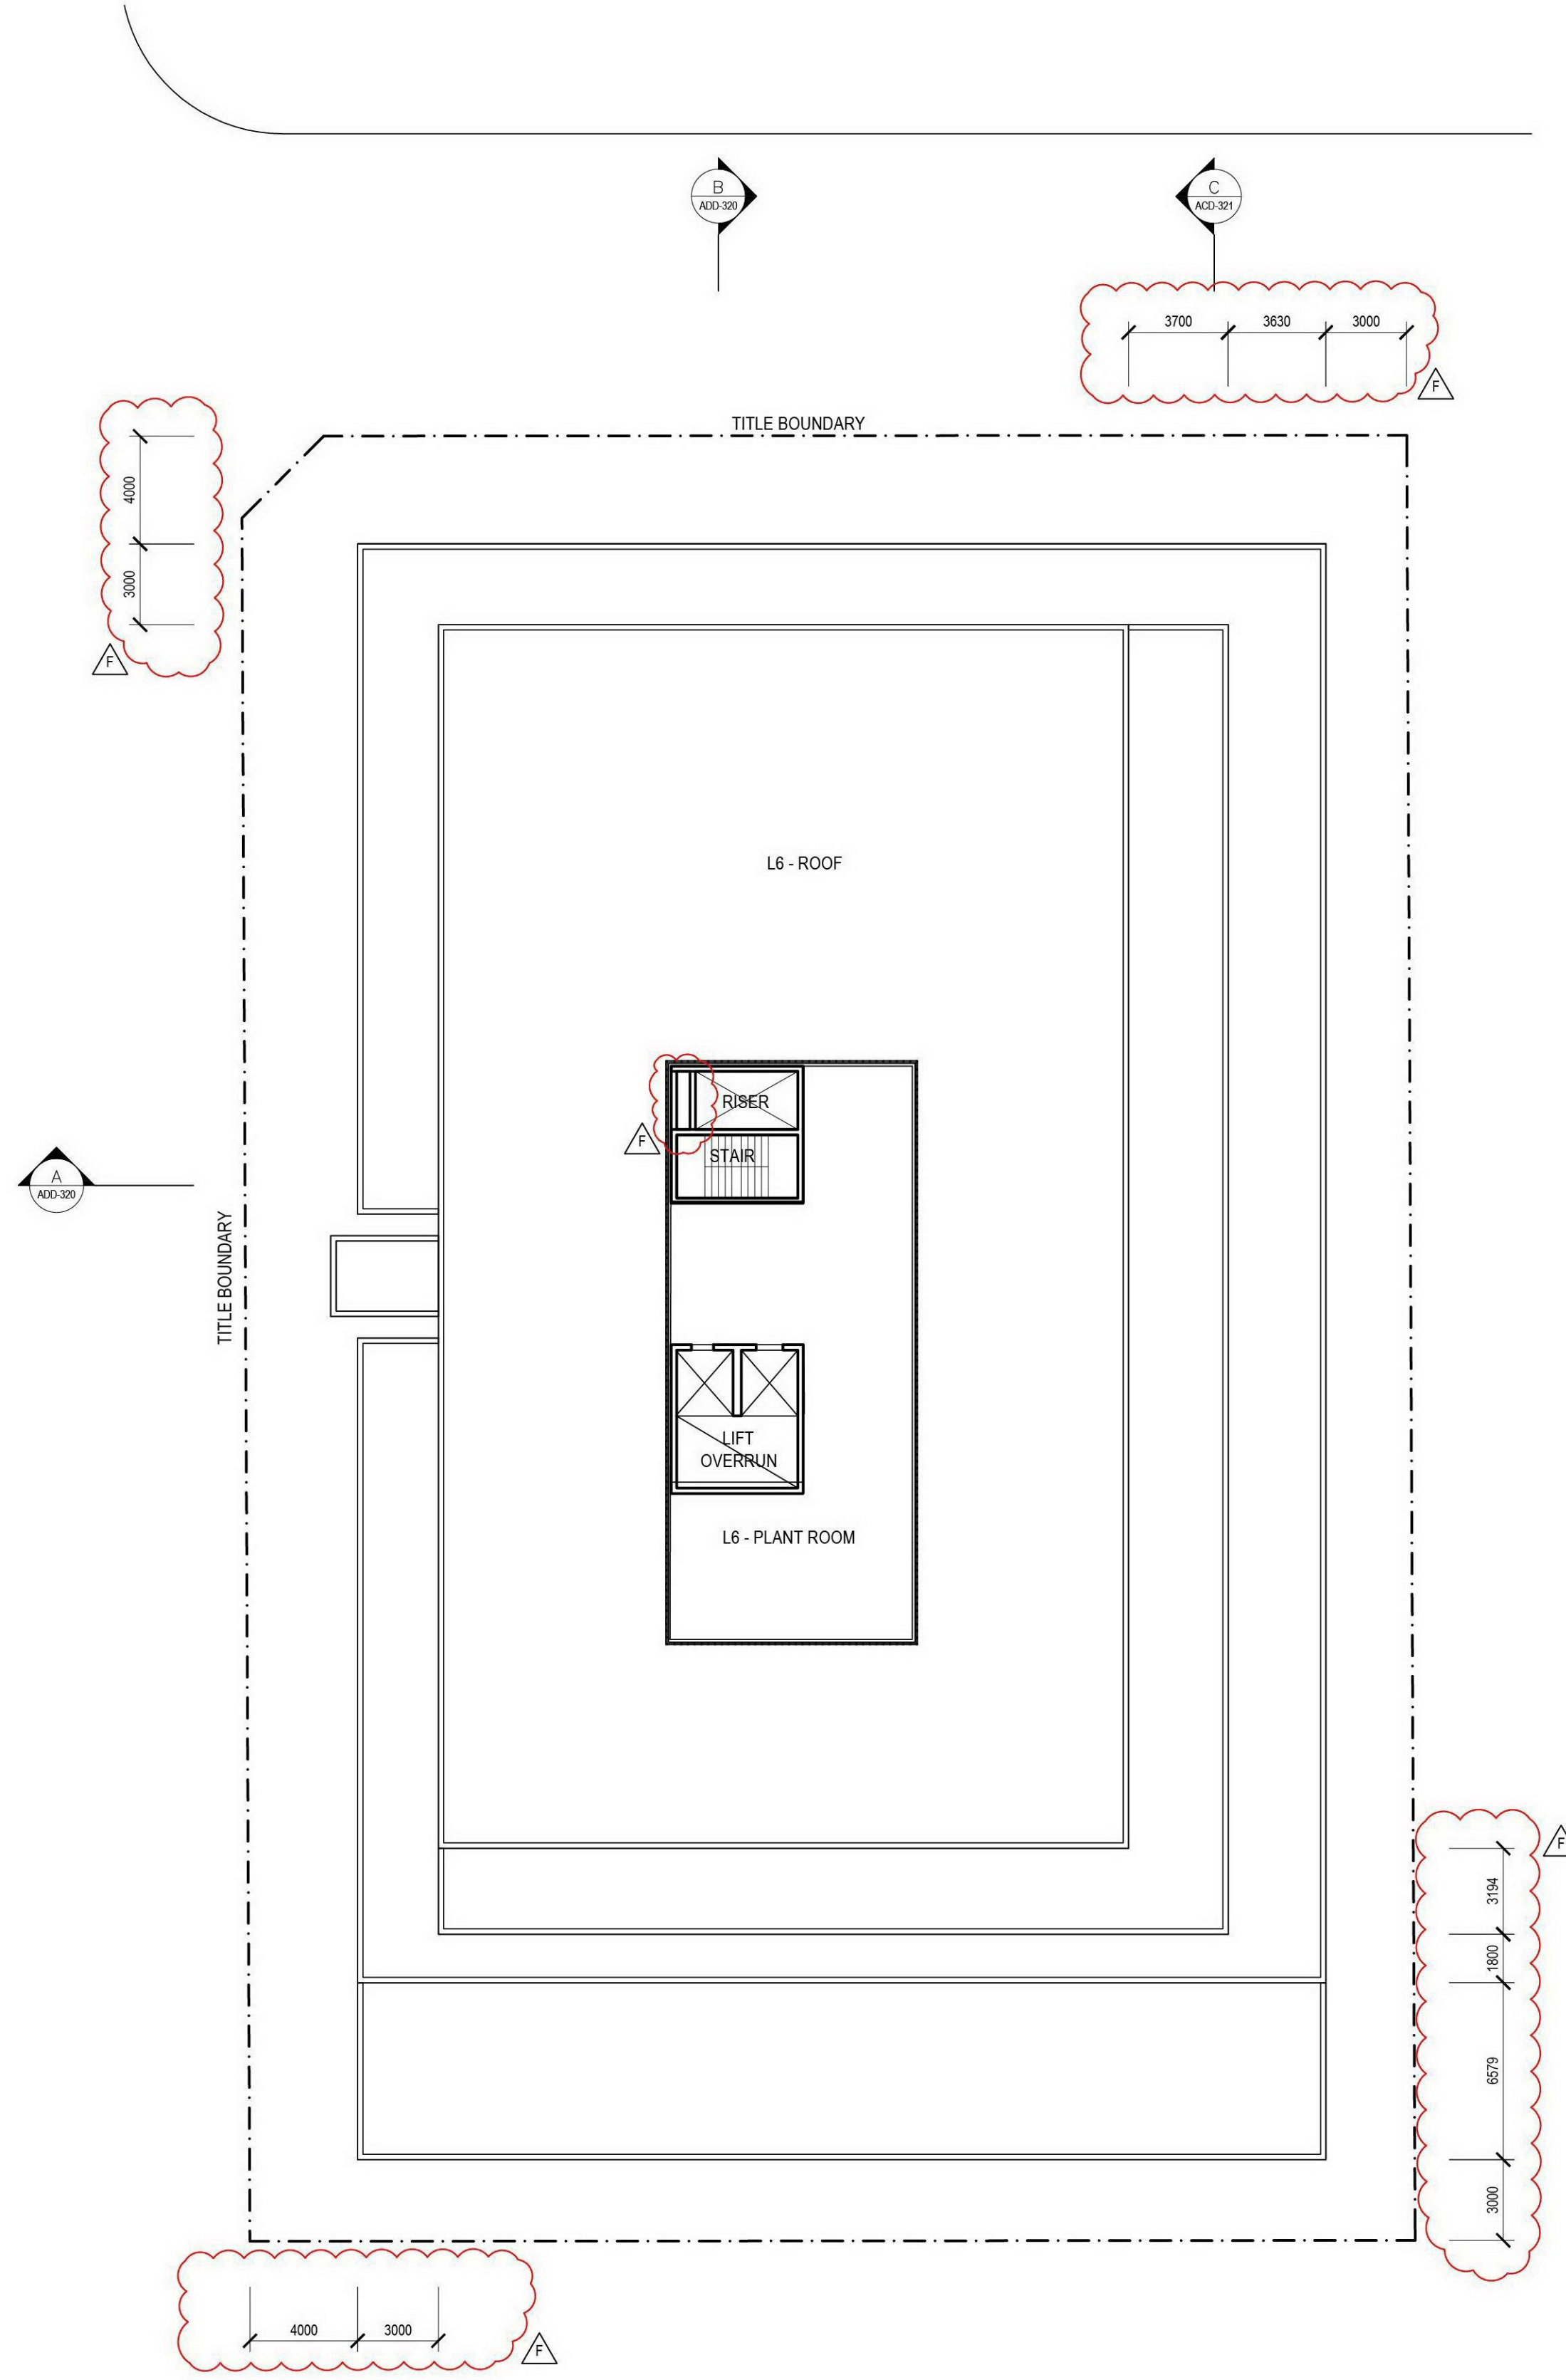 B
ADD-320
C
ACD-321
3700
3630
3000
F
TITLE BOUNDARY
4000
3000
F
L6 - ROOF
RISER
F
STAIR
A
ADD-320
TITLE BOUNDARY
LIFT
OVERRUN
L6 - PLANT ROOM
F
3194
1800
6579
3000
4000
3000
F